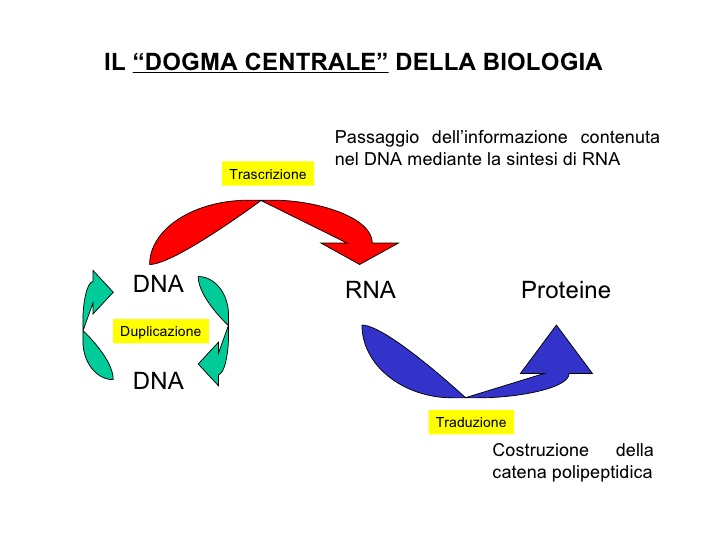 IL “DOGMA CENTRALE” DELLA BIOLOGIA
Passaggio dell’informazione contenuta
nel DNA mediante la sintesi di RNA
Trascrizione
DNA
RNA
Proteine
Duplicazione
DNA
Traduzione
Costruzione della
catena polipeptidica